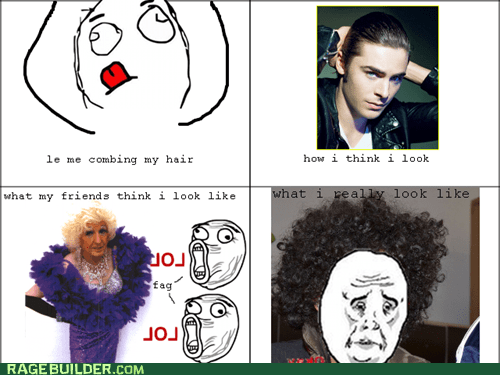 le me combing my hair
how i think i look
what my friends think i look like
LOL
fag
LOL
what i really look like
RAGEBUILDER.COM